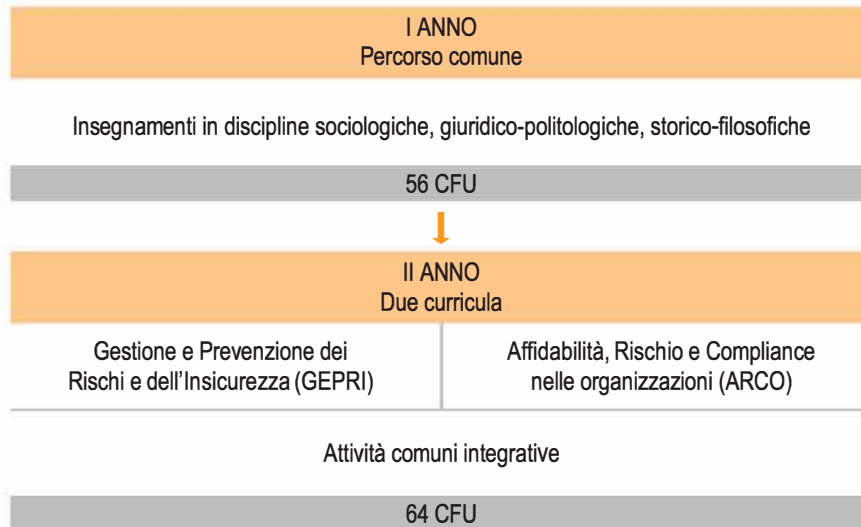 I ANNO
Percorso comune
Insegnamenti in discipline sociologiche, giuridico-politologiche, storico-filosofiche
56 CFU
II ANNO
Due curricula
Gestione e Prevenzione dei
Rischi e dell'Insicurezza (GEPRI)
Affidabilità, Rischio e Compliance
nelle organizzazioni (ARCO)
Attività comuni integrative
64 CFU